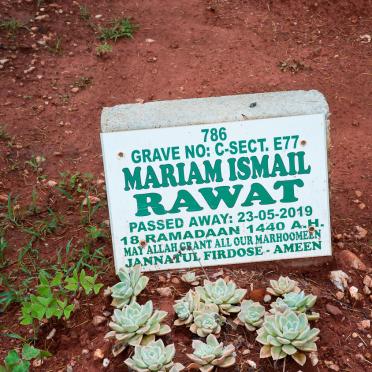 786
GRAVE NO: C-SECT. E77
MARIAM ISMAIL
RAWAT
PASSED AWAY: 23-05-2019
18 RAMADAAN 1440 A.H.
MAY ALLAH GRANT ALL OUR MARHOOMEEN
JANNATUL FIRDOSE - AMEEN